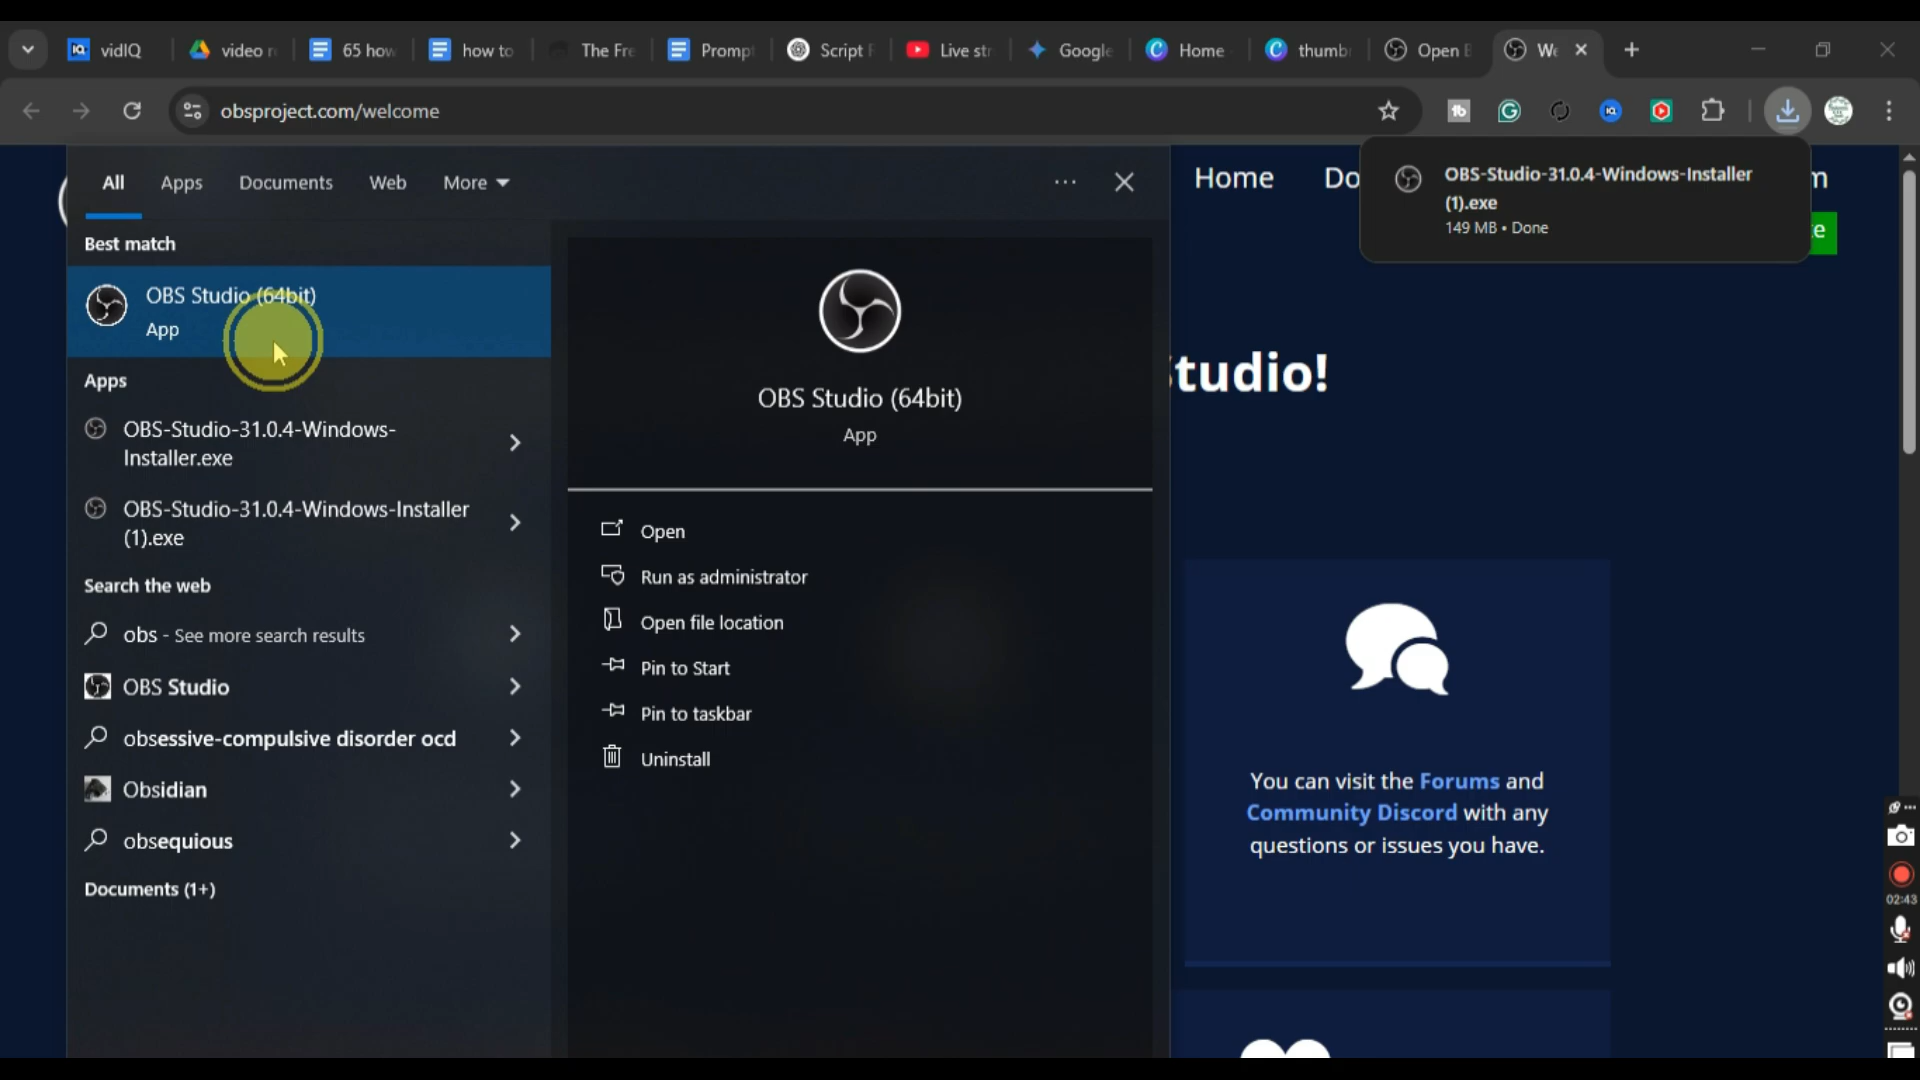 vidIQ
video r
65 how
how to
The Fre
Prompt
Script F
Live str
Google
Home
thumbr
Open B
We
obsproject.com/welcome
All
Apps
Documents
Web
More
Best match
OBS Studio (64bit)
App
Apps
OBS-Studio-31.0.4-Windows-
Installer.exe
OBS-Studio-31.0.4-Windows-Installer
(1).exe
Search the web
obs - See more search results
OBS Studio
obsessive-compulsive disorder ocd
Obsidian
obsequious
Documents (1+)
OBS Studio (64bit)
App
Open
Run as administrator
Open file location
Pin to Start
Pin to taskbar
Uninstall
Home
Do
m
e
OBS-Studio-31.0.4-Windows-Installer
(1).exe
149 MB • Done
Studio!
You can visit the Forums and
Community Discord with any
questions or issues you have.
02:43